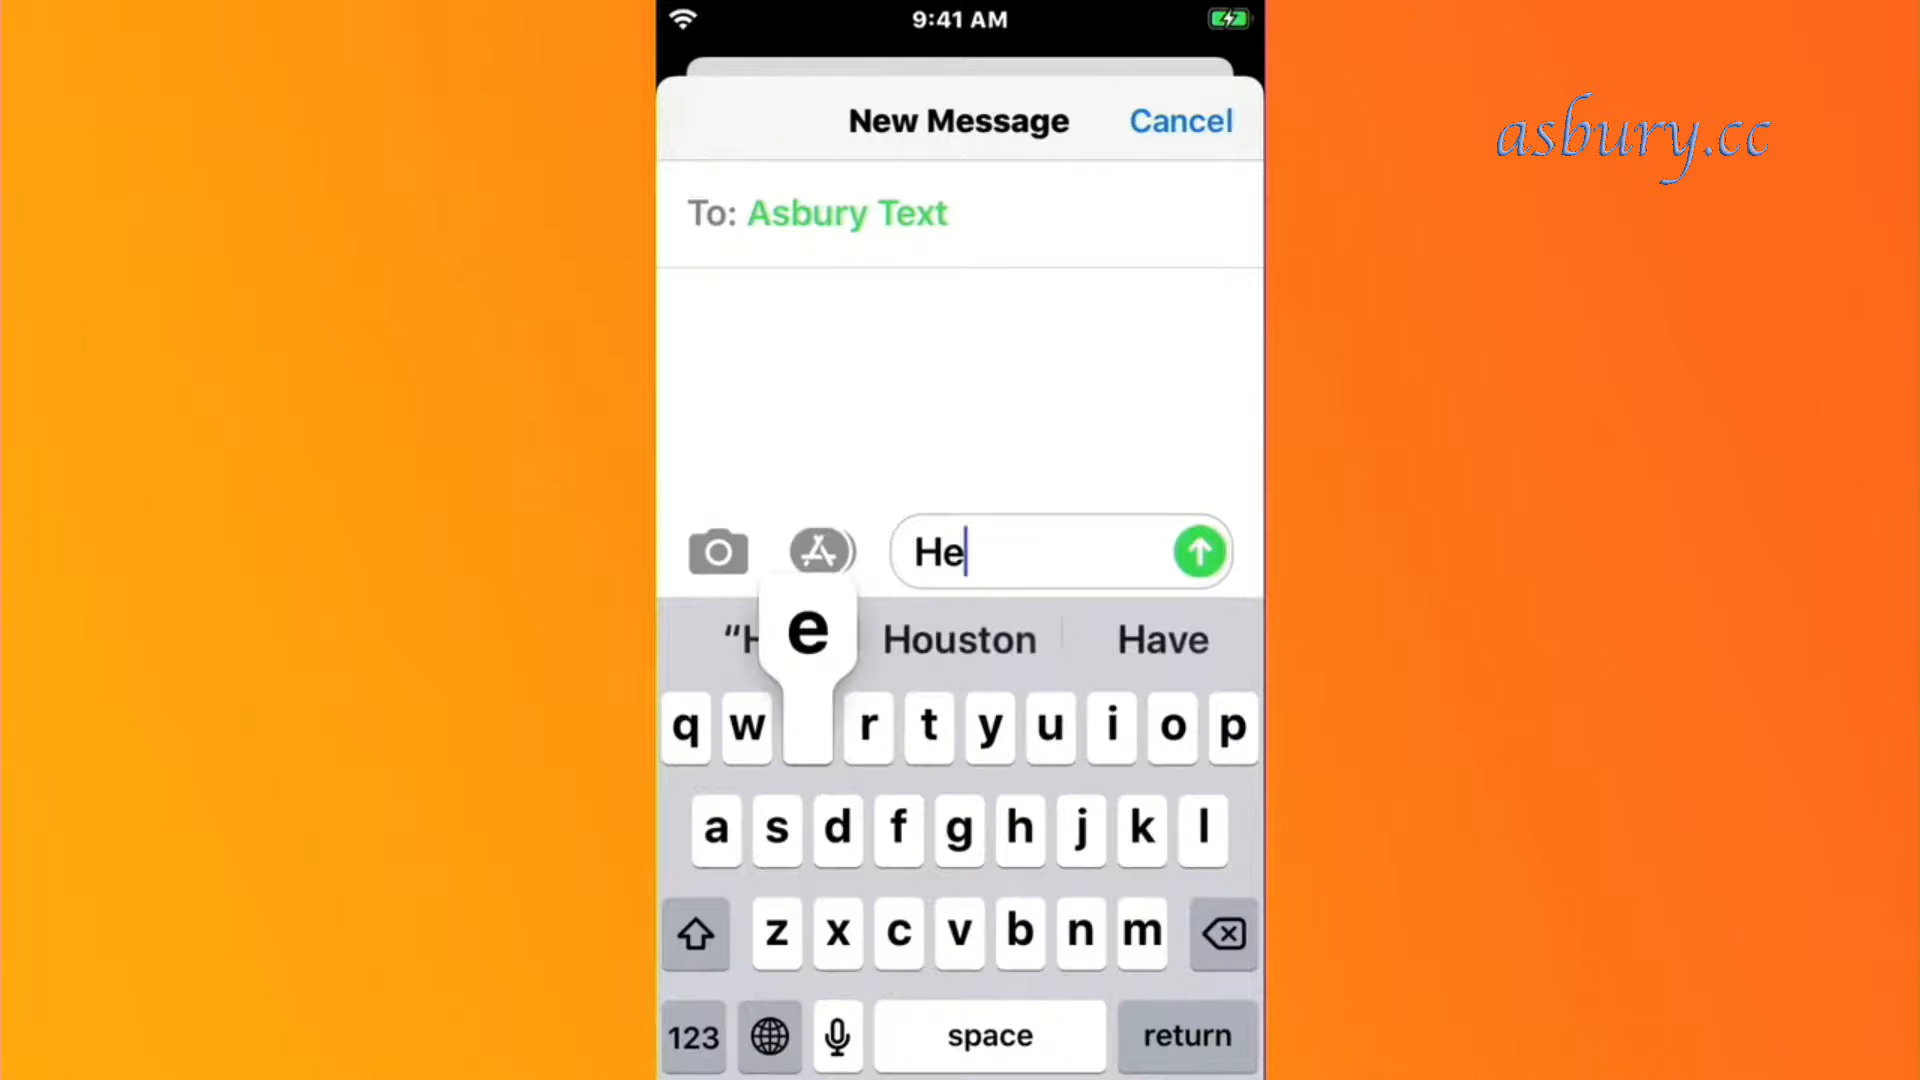 9:41 AM
asbury.cc
New Message Cancel
To: Asbury Text
He
"H e Houston Have
q w r t y u i o p
a s d f g h j k l
z x c v b n m
123 space return